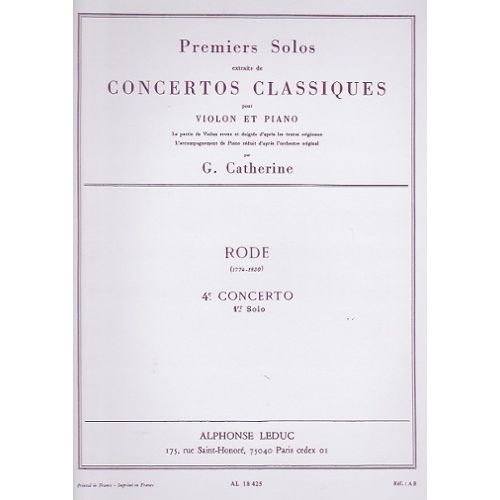 Premiers Solos
extraits de
CONCERTOS CLASSIQUES
pour
VIOLON ET PIANO
La partie de Violon revue et doigtée d'après les textes originaux
L'accompagnement de Piano réduit d'après l'orchestre original
par
G. Catherine
RODE
(1774-1830)
4e CONCERTO
1er Solo
ALPHONSE LEDUC
175, rue Saint-Honoré, 75040 Paris cedex 01
Printed in France - Imprimé en France
AL 18 425
Réf. : A B